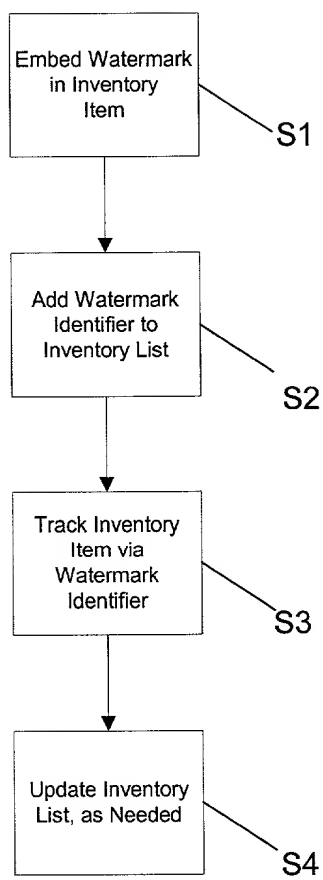 Embed Watermark
in Inventory
Item
S1
Add Watermark
Identifier to
Inventory List
S2
Track Inventory
Item via
Watermark
Identifier
S3
Update Inventory
List, as Needed
S4